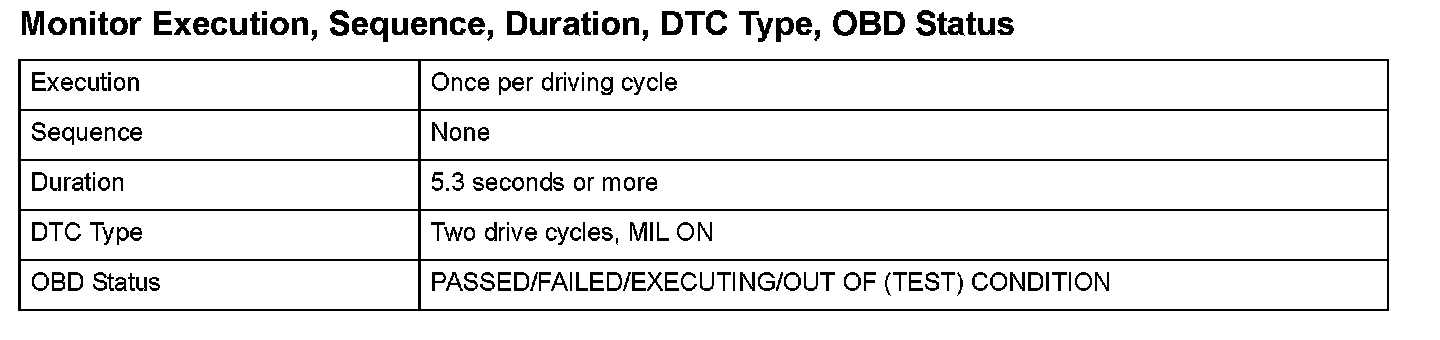 Monitor Execution, Sequence, Duration, DTC Type, OBD Status
Execution Once per driving cycle
Sequence None
Duration 5.3 seconds or more
DTC Type Two drive cycles, MIL ON
OBD Status PASSED/FAILED/EXECUTING/OUT OF (TEST) CONDITION